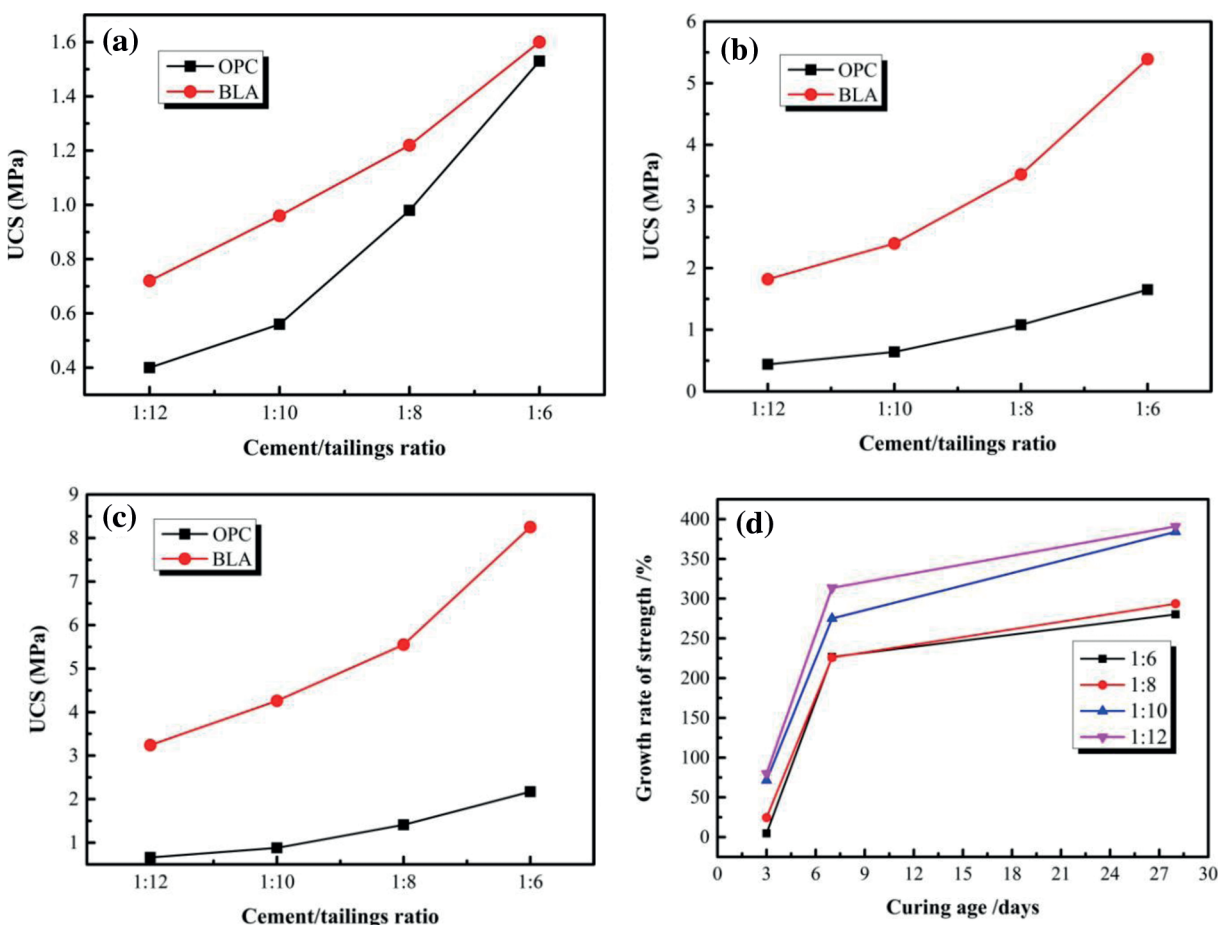 (a)
OPC
BLA
1.6
1.4
1.2
1.0
0.8
0.6
0.4
UCS (MPa)
1:12 1:10 1:8 1:6
Cement/tailings ratio
(b)
OPC
BLA
6
5
4
3
2
1
0
UCS (MPa)
1:12 1:10 1:8 1:6
Cement/tailings ratio
(c)
OPC
BLA
9
8
7
6
5
4
3
2
1
UCS (MPa)
1:12 1:10 1:8 1:6
Cement/tailings ratio
(d)
400
350
300
250
200
150
100
50
0
Growth rate of strength /%
1:6
1:8
1:10
1:12
0 3 6 9 12 15 18 21 24 27 30
Curing age /days